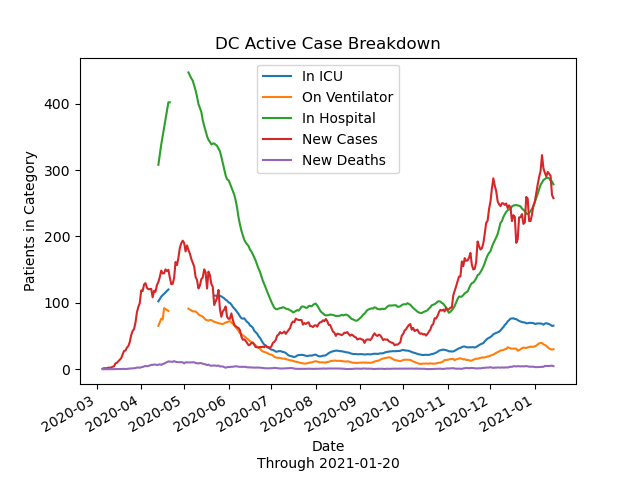 DC Active Case Breakdown
In ICU
On Ventilator
In Hospital
New Cases
New Deaths
Patients in Category
400
300
200
100
0
2020-03
2020-04
2020-05
2020-06
2020-07
2020-08
2020-09
2020-10
2020-11
2020-12
2021-01
Date
Through 2021-01-20